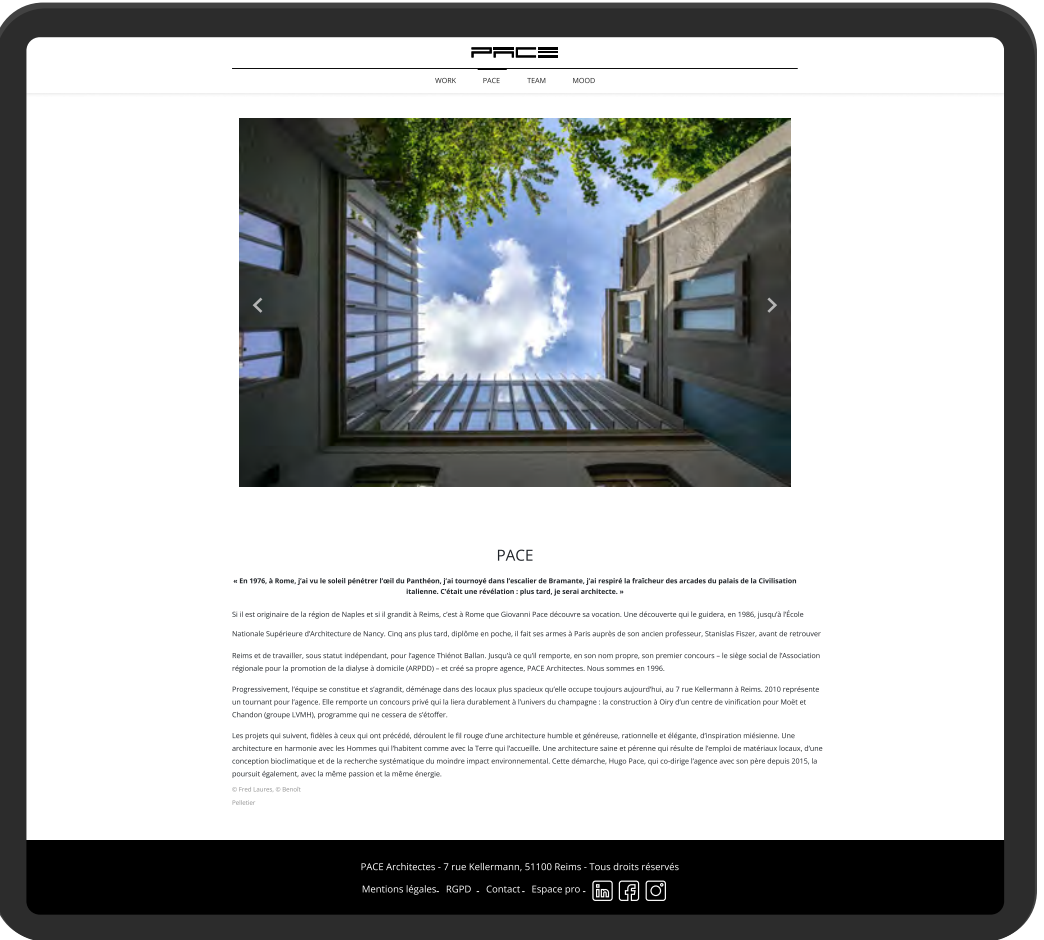 PACE
WORK PACE TEAM MOOD
PACE
« En 1976, à Rome, j'ai vu le soleil pénétrer l'œil du Panthéon, j'ai tournoyé dans l'escalier de Bramante, j'ai respiré la fraîcheur des arcades du palais de la Civilisation
italienne. C'était une révélation : plus tard, je serai architecte. »
Si il est originaire de la région de Naples et si il grandit à Reims, c'est à Rome que Giovanni Pace découvre sa vocation. Une découverte qui le guidera, en 1986, jusqu'à l'École
Nationale Supérieure d'Architecture de Nancy. Cinq ans plus tard, diplôme en poche, il fait ses armes à Paris auprès de son ancien professeur, Stanislas Fiszer, avant de retrouver
Reims et de travailler, sous statut indépendant, pour l'agence Thiénot Ballan. Jusqu'à ce qu'il remporte, en son nom propre, son premier concours – le siège social de l'Association
régionale pour la promotion de la dialyse à domicile (ARPDD) – et créé sa propre agence, PACE Architectes. Nous sommes en 1996.
Progressivement, l'équipe se constitue et s'agrandit, déménage dans des locaux plus spacieux qu'elle occupe toujours aujourd'hui, au 7 rue Kellermann à Reims. 2010 représente
un tournant pour l'agence. Elle remporte un concours privé qui la liera durablement à l'univers du champagne : la construction à Oiry d'un centre de vinification pour Moët et
Chandon (groupe LVMH), programme qui ne cessera de s'étoffer.
Les projets qui suivent, fidèles à ceux qui ont précédé, déroulent le fil rouge d'une architecture humble et généreuse, rationnelle et élégante, d'inspiration miésienne. Une
architecture en harmonie avec les Hommes qui l'habitent comme avec la Terre qui l'accueille. Une architecture saine et pérenne qui résulte de l'emploi de matériaux locaux, d'une
conception bioclimatique et de la recherche systématique du moindre impact environnemental. Cette démarche, Hugo Pace, qui co-dirige l'agence avec son père depuis 2015, la
poursuit également, avec la même passion et la même énergie.
© Fred Laures, © Benoît
Pelletier
PACE Architectes - 7 rue Kellermann, 51100 Reims - Tous droits réservés
Mentions légales - RGPD - Contact - Espace pro -